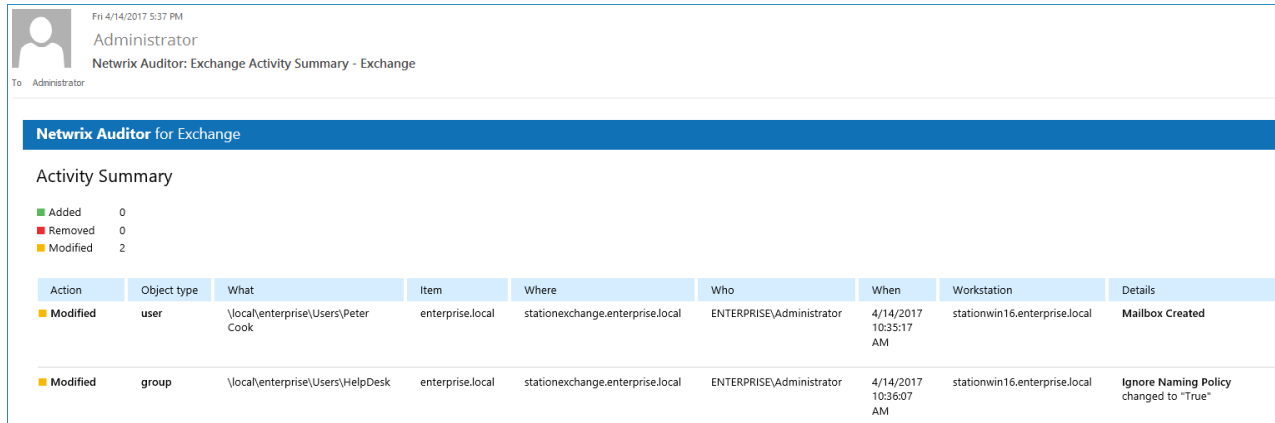 Fri 4/14/2017 5:37 PM
Administrator
Netwrix Auditor: Exchange Activity Summary - Exchange
To Administrator
Netwrix Auditor for Exchange
Activity Summary
Added 0
Removed 0
Modified 2
Action Object type What Item Where Who When Workstation Details
Modified user \local\enterprise\Users\Peter enterprise.local stationexchange.enterprise.local ENTERPRISE\Administrator 4/14/2017 stationwin16.enterprise.local Mailbox Created
Cook 10:35:17
AM
Modified group \local\enterprise\Users\HelpDesk enterprise.local stationexchange.enterprise.local ENTERPRISE\Administrator 4/14/2017 stationwin16.enterprise.local Ignore Naming Policy
10:36:07 changed to "True"
AM